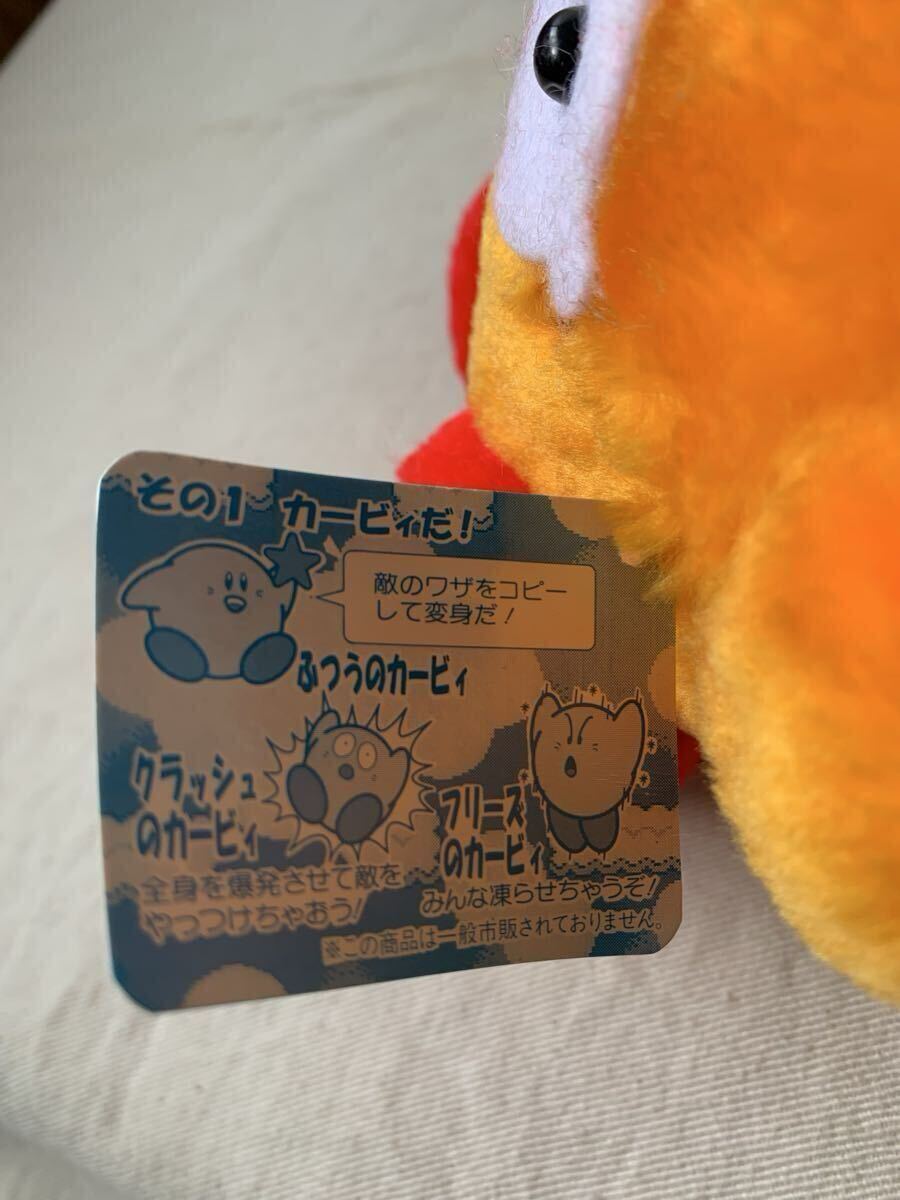 その1 カービィだ!
敵のワザをコピー
して変身だ!
ふつうのカービィ
クラッシュ
のカービィ
全身を爆発させて敵を
やっつけちゃおう!
フリーズ
のカービィ
みんな凍らせちゃうぞ!
※この商品は一般市販されておりません。